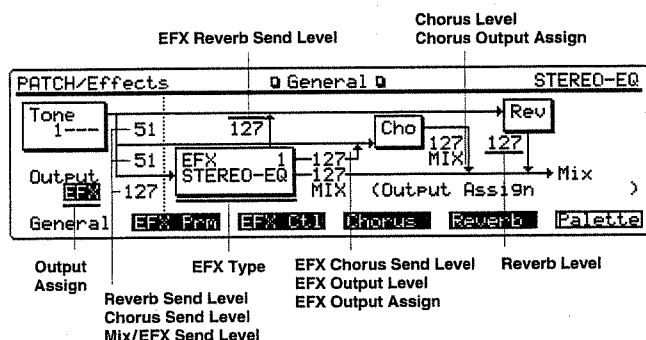 Chorus Level
EFX Reverb Send Level Chorus Output Assign
PATCH/Effects General STEREO-EQ
Tone
1---
51 127 Cho Rev
51 EFX 1 127 127 127
Output STEREO-EQ 127 MIX Mix
EFX 127 MIX (Output Assign )
General EFX Prm EFX Ctl Chorus Reverb Palette
Output
Assign
EFX Type
EFX Chorus Send Level
EFX Output Level
EFX Output Assign
Reverb Level
Reverb Send Level
Chorus Send Level
Mix/EFX Send Level